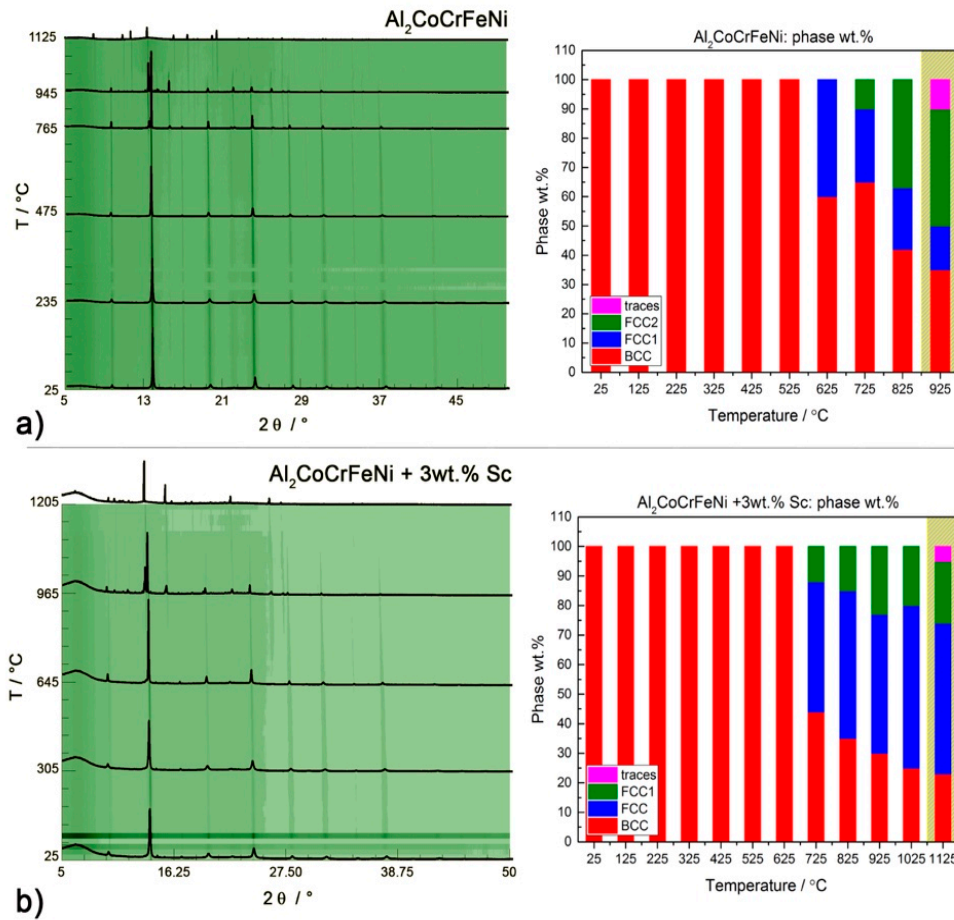 Al₂CoCrFeNi
1125
945
765
475
235
25
T / °C
5 13 21 29 37 45
2 θ / °
a)
Al₂CoCrFeNi: phase wt.%
110
100
90
80
70
60
50
40
30
20
10
0
Phase wt.%
traces
FCC2
FCC1
BCC
25 125 225 325 425 525 625 725 825 925
Temperature / °C
Al₂CoCrFeNi + 3wt.% Sc
1205
965
645
305
25
T / °C
5 16.25 27.50 38.75 50
2 θ / °
b)
Al₂CoCrFeNi +3wt.% Sc: phase wt.%
110
100
90
80
70
60
50
40
30
20
10
0
Phase wt.%
traces
FCC1
FCC
BCC
25 125 225 325 425 525 625 725 825 925 1025 1125
Temperature / °C